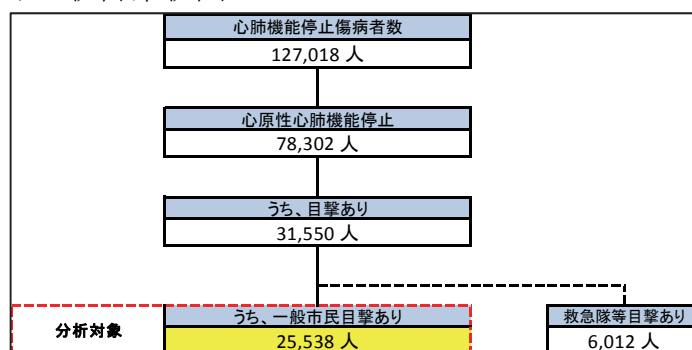 心肺機能停止傷病者数
127,018 人
心原性心肺機能停止
78,302 人
うち、目撃あり
31,550 人
分析対象
うち、一般市民目撃あり
25,538 人
救急隊等目撃あり
6,012 人